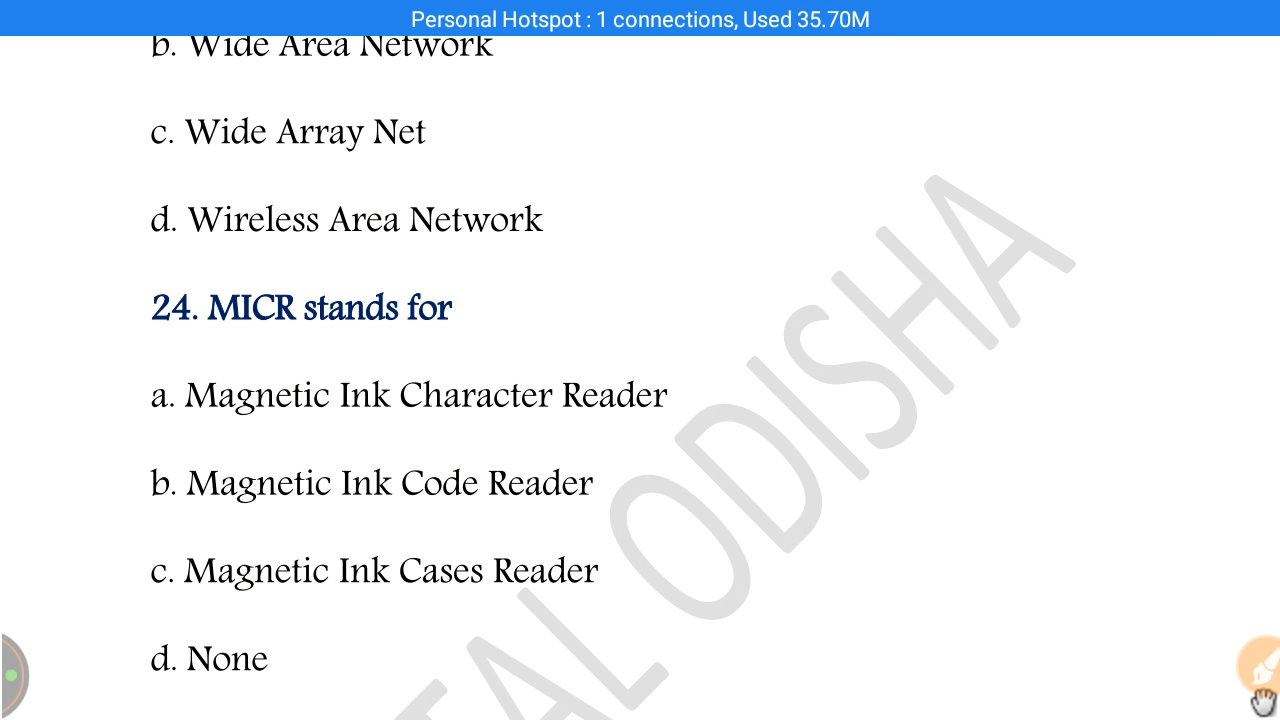 Personal Hotspot : 1 connections, Used 35.70M
b. Wide Area Network
c. Wide Array Net
d. Wireless Area Network
24. MICR stands for
a. Magnetic Ink Character Reader
b. Magnetic Ink Code Reader
c. Magnetic Ink Cases Reader
d. None
ODISHA